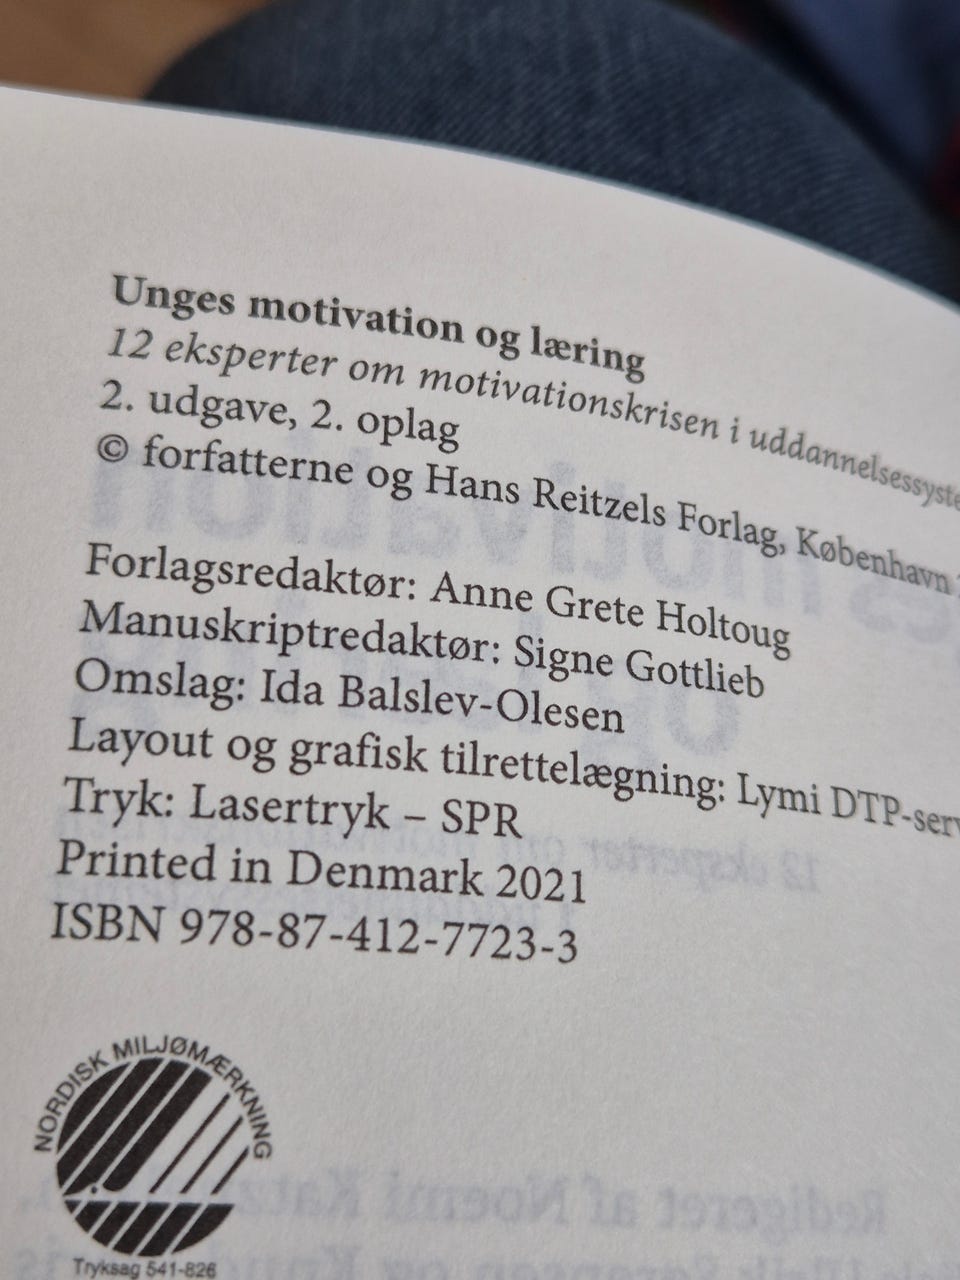 Unges motivation og læring
12 eksperter om motivationskrisen i uddannelsessyste
2. udgave, 2. oplag
© forfatterne og Hans Reitzels Forlag, København
Forlagsredaktør: Anne Grete Holtoug
Manuskriptredaktør: Signe Gottlieb
Omslag: Ida Balslev-Olesen
Layout og grafisk tilrettelægning: Lymi DTP-serv
Tryk: Lasertryk – SPR
Printed in Denmark 2021
ISBN 978-87-412-7723-3
NORDISK MILJØMÆRKNING
Tryksag 541-826